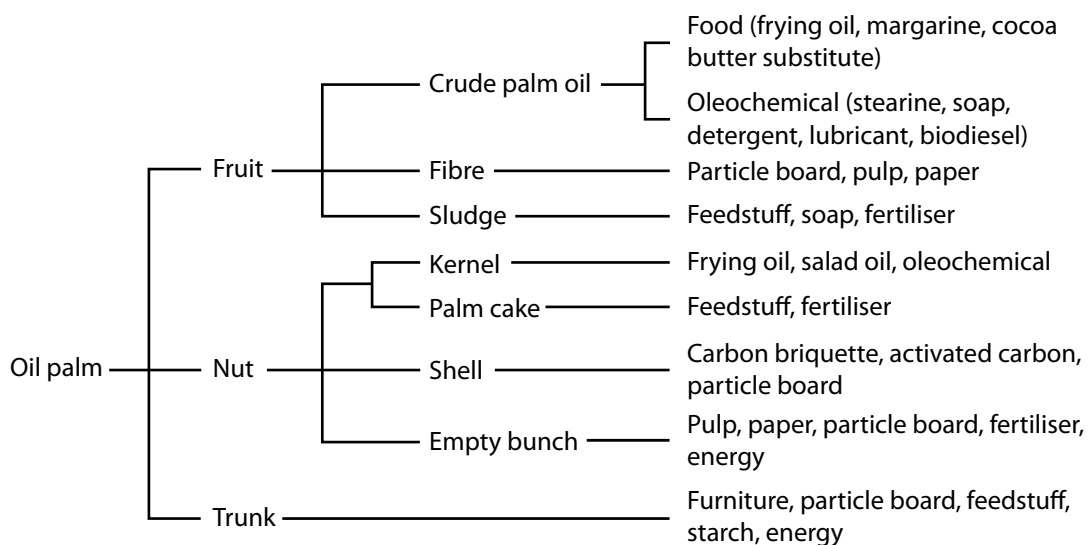 Food (frying oil, margarine, cocoa
butter substitute)
Crude palm oil
Oleochemical (stearine, soap,
detergent, lubricant, biodiesel)
Fruit
Fibre
Particle board, pulp, paper
Sludge
Feedstuff, soap, fertiliser
Kernel
Frying oil, salad oil, oleochemical
Palm cake
Feedstuff, fertiliser
Oil palm
Nut
Shell
Carbon briquette, activated carbon,
particle board
Empty bunch
Pulp, paper, particle board, fertiliser,
energy
Trunk
Furniture, particle board, feedstuff,
starch, energy